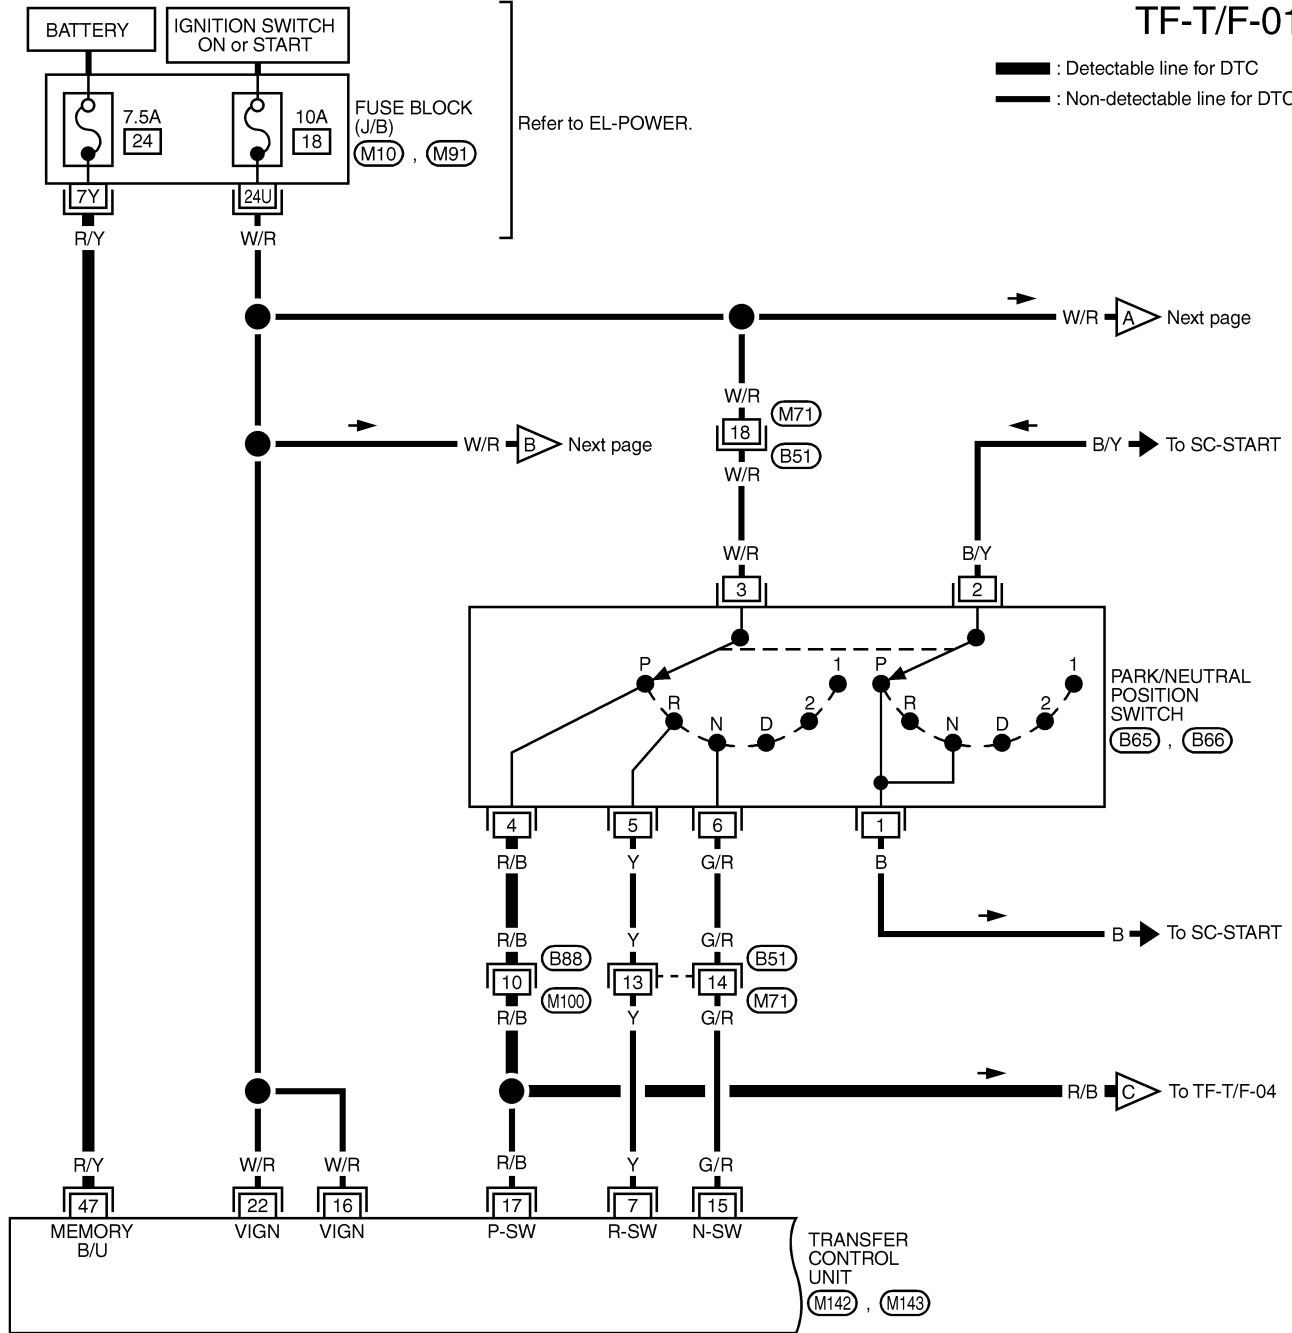 TF-T/F-01
BATTERY
IGNITION SWITCH
ON or START
: Detectable line for DTC
: Non-detectable line for DTC
7.5A
24
10A
18
FUSE BLOCK
(J/B)
M10 , M91
Refer to EL-POWER.
7Y
24U
R/Y
W/R
W/R A Next page
W/R
M71
18
B51
W/R
W/R B Next page
B/Y To SC-START
W/R
B/Y
3
2
P
R
N
D
2
1
P
R
N
D
2
1
PARK/NEUTRAL
POSITION
SWITCH
B65 , B66
4
5
6
1
R/B
Y
G/R
B
R/B
Y
G/R
B To SC-START
B88
B51
10
13
14
M100
M71
R/B
Y
G/R
R/B C To TF-T/F-04
R/Y
W/R
W/R
R/B
Y
G/R
47
22
16
17
7
15
MEMORY
B/U
VIGN
VIGN
P-SW
R-SW
N-SW
TRANSFER
CONTROL
UNIT
M142 , M143